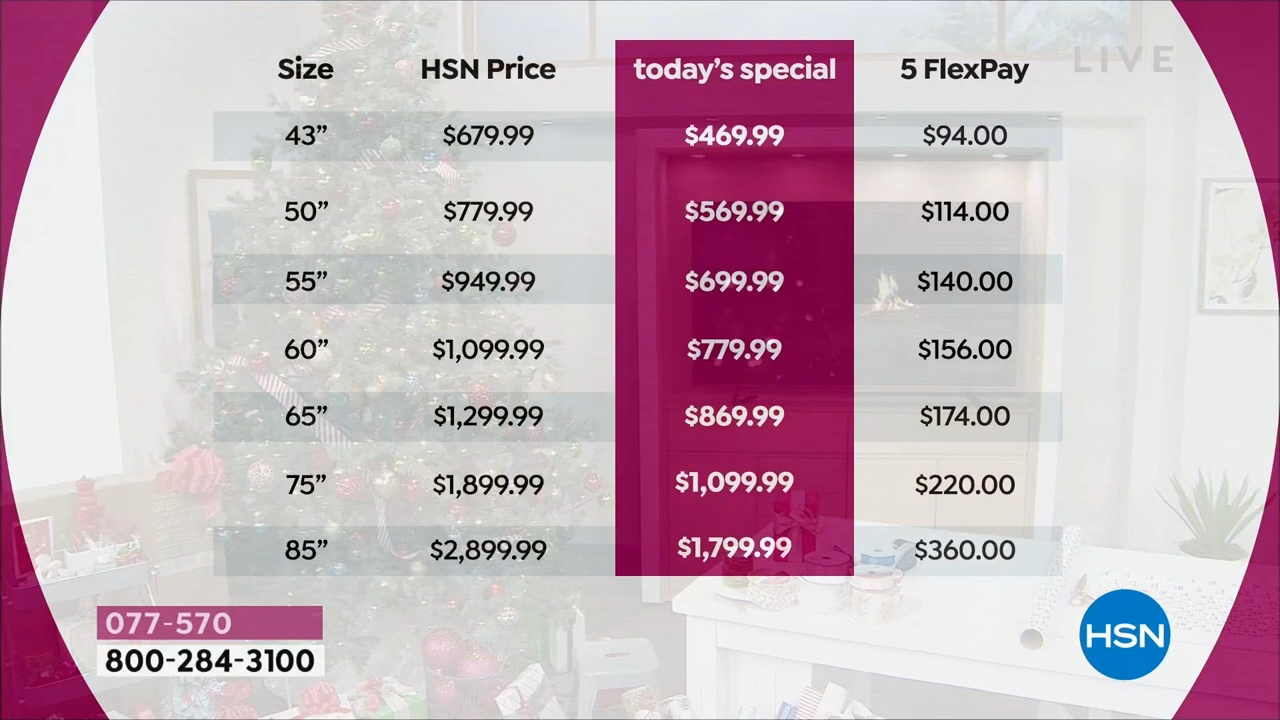 LIVE
Size HSN Price today's special 5 FlexPay
43” $679.99 $469.99 $94.00
50” $779.99 $569.99 $114.00
55” $949.99 $699.99 $140.00
60” $1,099.99 $779.99 $156.00
65” $1,299.99 $869.99 $174.00
75” $1,899.99 $1,099.99 $220.00
85” $2,899.99 $1,799.99 $360.00
077-570
800-284-3100
HSN